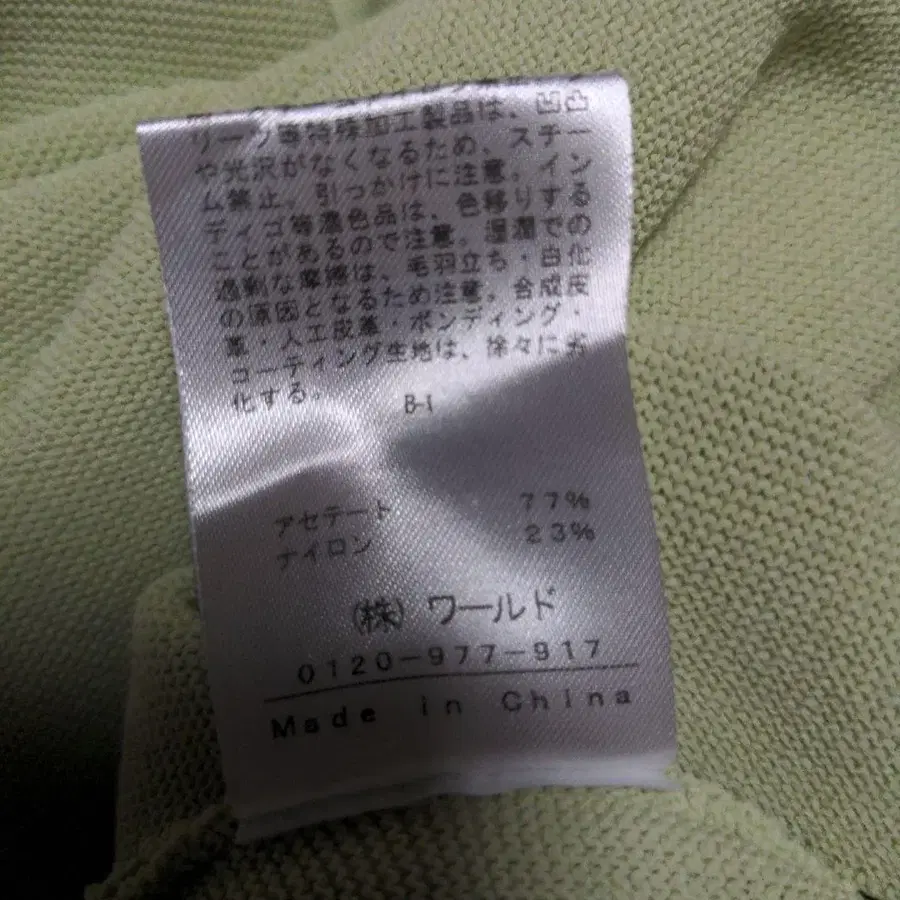 リーツ等特殊加工製品は、凹凸
や光沢がなくなるため、スチー
ム禁止。引っかけに注意。イン
ディゴ等濃色品は、色移りする
ことがあるので注意。湿潤での
過剰な摩擦は、毛羽立ち・白化
の原因となるため注意。合成皮
革・人工皮革・ボンディング・
コーティング生地は、徐々に劣
化する。
B-1
アセテート 77%
ナイロン 23%
(株) ワールド
0120-977-917
Made in China